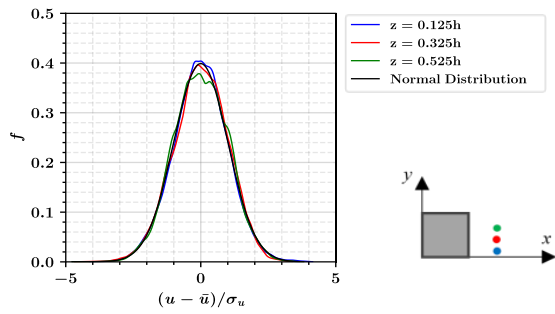 0.5
0.4
0.3
0.2
0.1
0.0
f
−5
0
5
(u − ū)/σᵤ
z = 0.125h
z = 0.325h
z = 0.525h
Normal Distribution
y
x